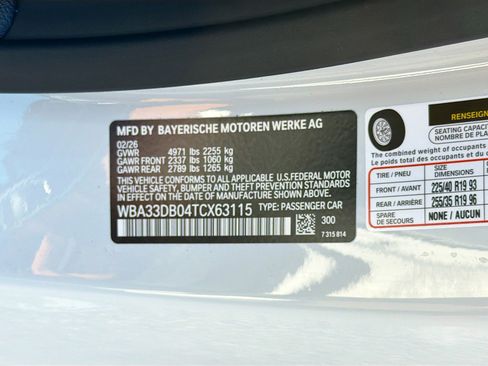 MFD BY BAYERISCHE MOTOREN WERKE AG
02/26
GVWR 4971 lbs 2255 kg
GAWR FRONT 2337 lbs 1060 kg
GAWR REAR 2789 lbs 1265 kg
THIS VEHICLE CONFORMS TO ALL APPLICABLE U.S.FEDERAL MOTOR
VEHICLE SAFETY, BUMPER AND THEFT PREVENTION STANDARDS
IN EFFECT ON THE DATE OF MANUFACTURE SHOWN ABOVE.
WBA33DB04TCX63115 TYPE: PASSENGER CAR
300
7 315 814
RENSEIGN
SEATING CAPACI
NOMBRE DE PLA
The combined weight of occupants
Le poids total des occupants et d
TIRE / PNEU SIZE DIMENSIONS
FRONT / AVANT 225/40 R19 93
REAR / ARRIÈRE 255/35 R19 96
SPARE DE SECOURS NONE / AUCUN